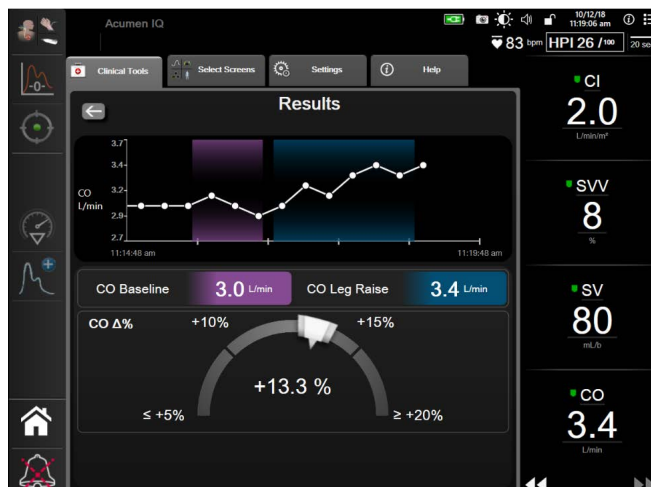 Acumen IQ
10/12/18
11:19:06 am
83 bpm HPI 26 /100 20 se
Clinical Tools Select Screens Settings Help
Results
CO
L/min
3.7
3.4
3.2
2.9
2.7
11:14:48 am 11:19:48 am
CO Baseline 3.0 L/min CO Leg Raise 3.4 L/min
CO Δ% +10% +15%
+13.3 %
≤ +5% ≥ +20%
CI
2.0
L/min/m²
SVV
8
%
SV
80
mL/b
CO
3.4
L/min
-0-